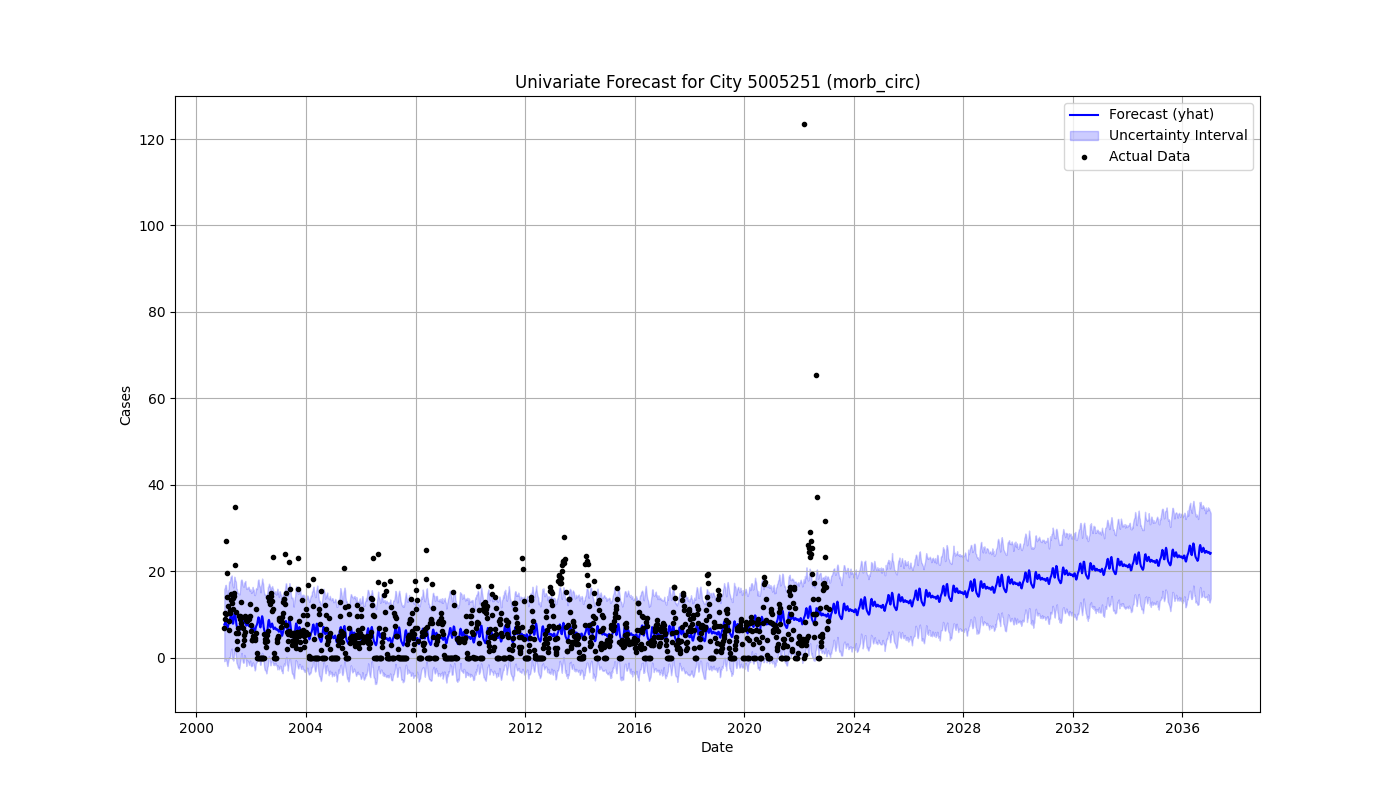 Univariate Forecast for City 5005251 (morb_circ)
Forecast (yhat)
Uncertainty Interval
Actual Data
120
100
80
60
40
20
0
Cases
2000 2004 2008 2012 2016 2020 2024 2028 2032 2036
Date